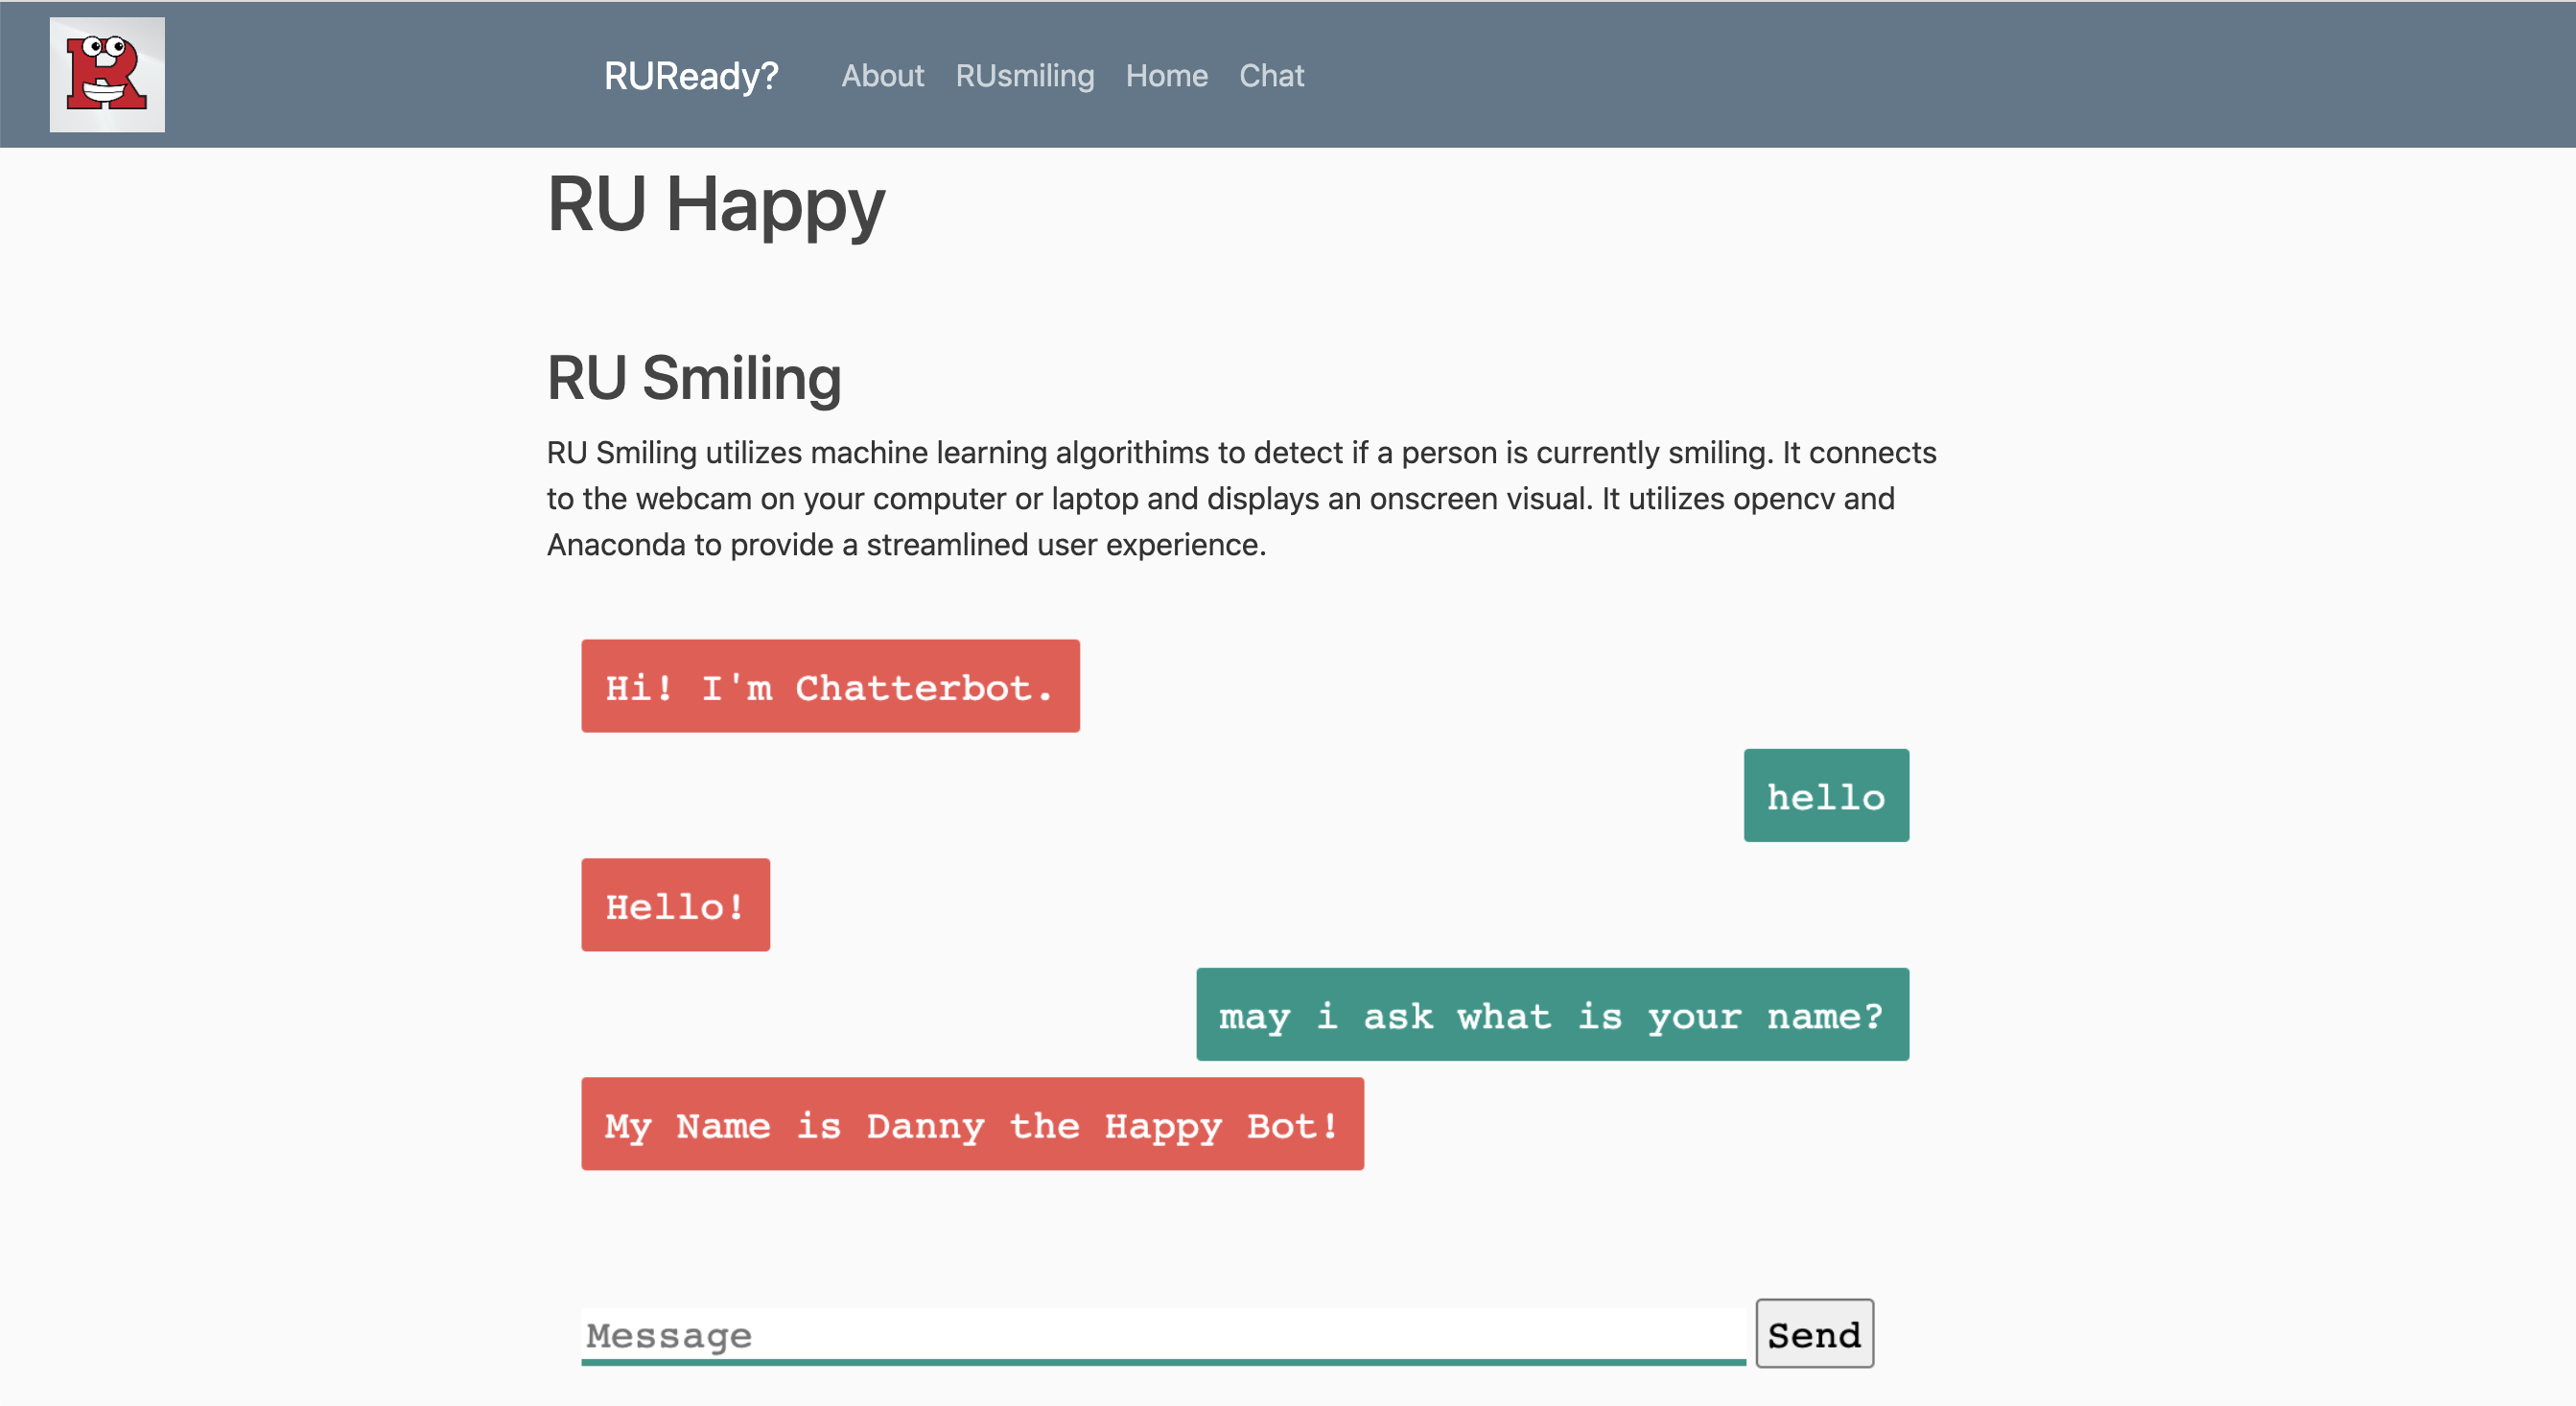 RUReady? About RUsmiling Home Chat
RU Happy
RU Smiling
RU Smiling utilizes machine learning algorithims to detect if a person is currently smiling. It connects
to the webcam on your computer or laptop and displays an onscreen visual. It utilizes opencv and
Anaconda to provide a streamlined user experience.
Hi! I'm Chatterbot.
hello
Hello!
may i ask what is your name?
My Name is Danny the Happy Bot!
Message Send